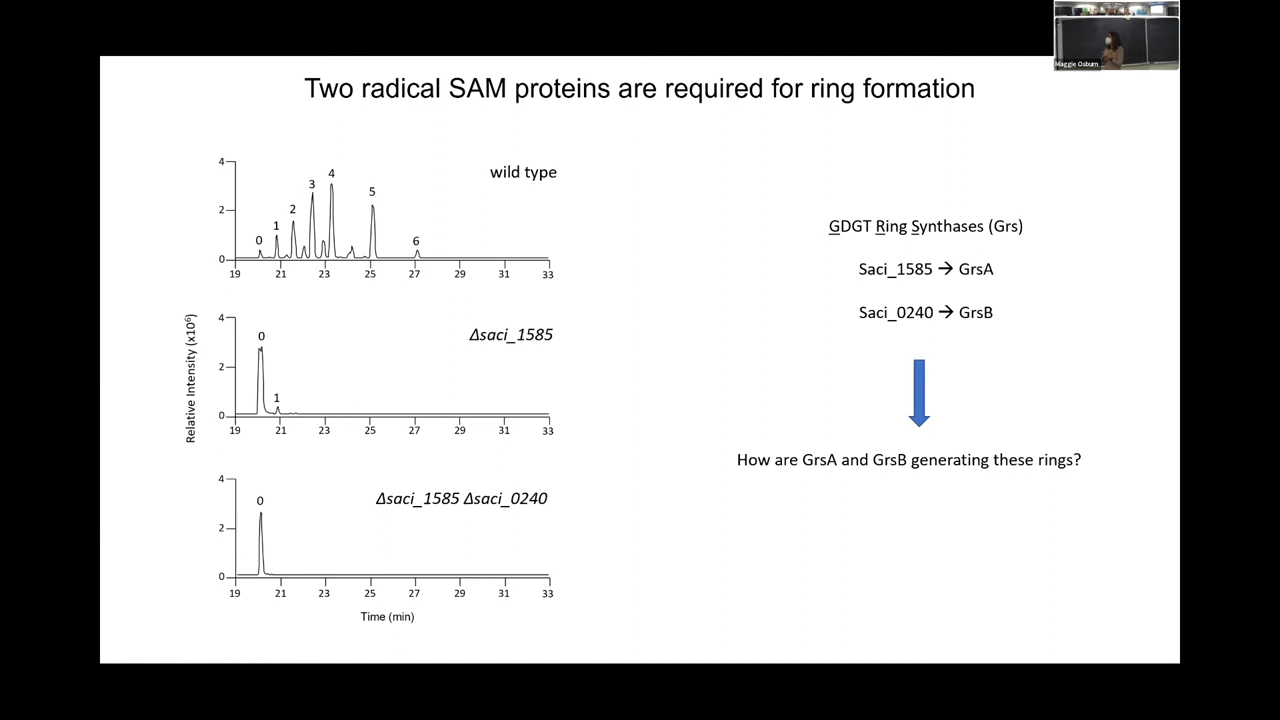 Maggie Osburn
Two radical SAM proteins are required for ring formation
wild type
4
2
0
0
1
2
3
4
5
6
19 21 23 25 27 29 31 33
Relative Intensity (x10⁶)
Δsaci_1585
4
2
0
0
1
19 21 23 25 27 29 31 33
Δsaci_1585 Δsaci_0240
4
2
0
0
19 21 23 25 27 29 31 33
Time (min)
GDGT Ring Synthases (Grs)
Saci_1585 → GrsA
Saci_0240 → GrsB
How are GrsA and GrsB generating these rings?